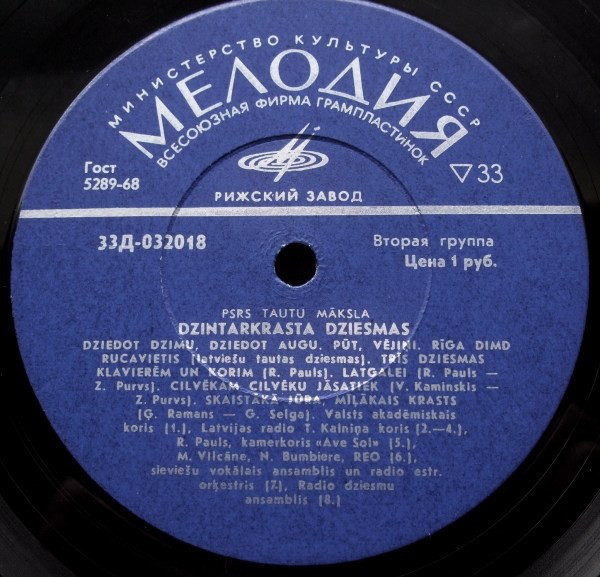 МИНИСТЕРСТВО КУЛЬТУРЫ СССР
МЕЛОДИЯ
ВСЕСОЮЗНАЯ ФИРМА ГРАМПЛАСТИНОК
Гост
5289-68
▽33
РИЖСКИЙ ЗАВОД
33Д-032018
Вторая группа
Цена 1 руб.
PSRS TAUTU MĀKSLA
DZINTARKRASTA DZIESMAS
DZIEDOT DZIMU, DZIEDOT AUGU. PŪT, VĒJIŅI. RĪGA DIMD
RUCAVIETIS [latviešu tautas dziesmas]. TRĪS DZIESMAS
KLAVIERĒM UN KORIM (R. Pauls). LATGALEI (R. Pauls —
Z. Purvs). CILVĒKAM CILVĒKU JĀSATIEK (V. Kaminskis —
Z. Purvs). SKAISTĀKĀ JŪRA, MĪĻĀKAIS KRASTS
(Ģ. Ramans — G. Selga). Valsts akadēmiskais
koris (1.), Latvijas radio T. Kalniņa koris (2.—4.),
R. Pauls, kamerkoris «Ave Sol» (5.),
M. Vilcāne, N. Bumbiere, REO (6.),
sieviešu vokālais ansamblis un radio estr.
orķestris (7.), Radio dziesmu
ansamblis (8.)